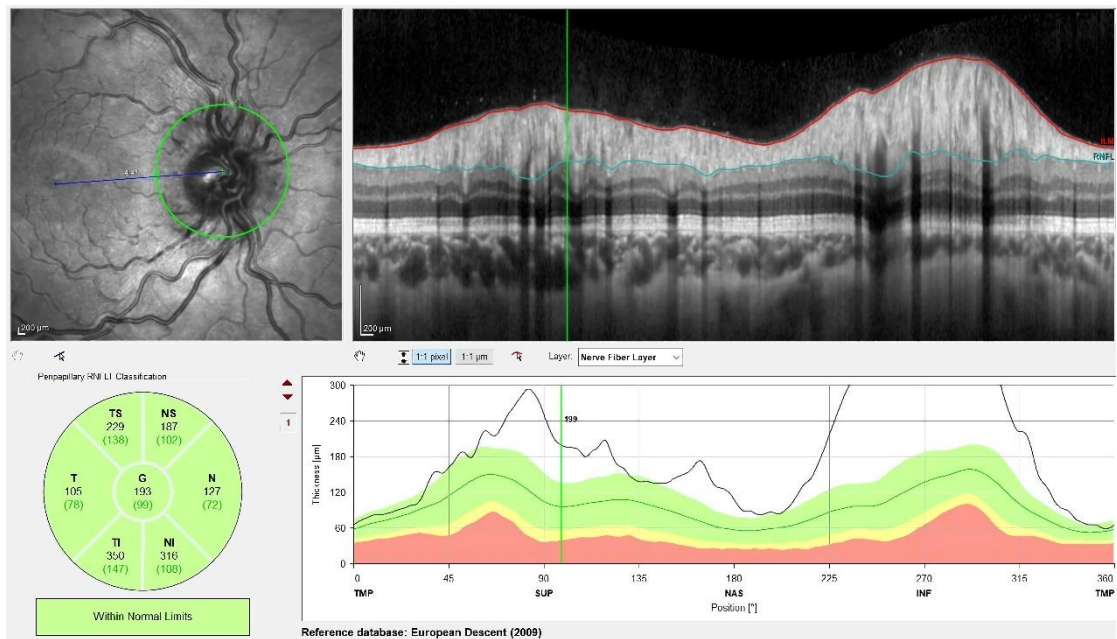 -4.4°
200 µm
ILM
RNFL
200 µm
1:1 pixel
1:1 µm
Layer:
Nerve Fiber Layer
Peripapillary RNFLT Classification
TS
229
(138)
NS
187
(102)
T
105
(78)
G
193
(99)
N
127
(72)
TI
350
(147)
NI
316
(108)
Within Normal Limits
1
Thickness [µm]
300
240
180
120
60
0
199
0 45 90 135 180 225 270 315 360
TMP SUP NAS INF TMP
Position [°]
Reference database: European Descent (2009)